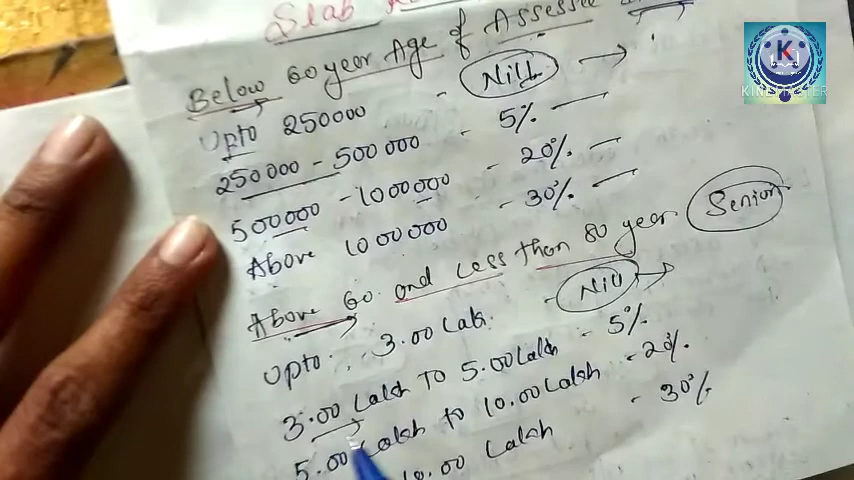 Slab
Below 60 year Age of Assessee
Upto 250000 - Nill
250000 - 500000 - 5%
500000 - 1000000 - 20%
Above 1000000 - 30%
Above 60 and Less Than 80 year Senior
Upto 3.00 Lakh - Nill
3.00 Lakh To 5.00 Lakh - 5%
5.00 Lakh to 10.00 Lakh - 20%
10.00 Lakh - 30%
K
KINEMASTER